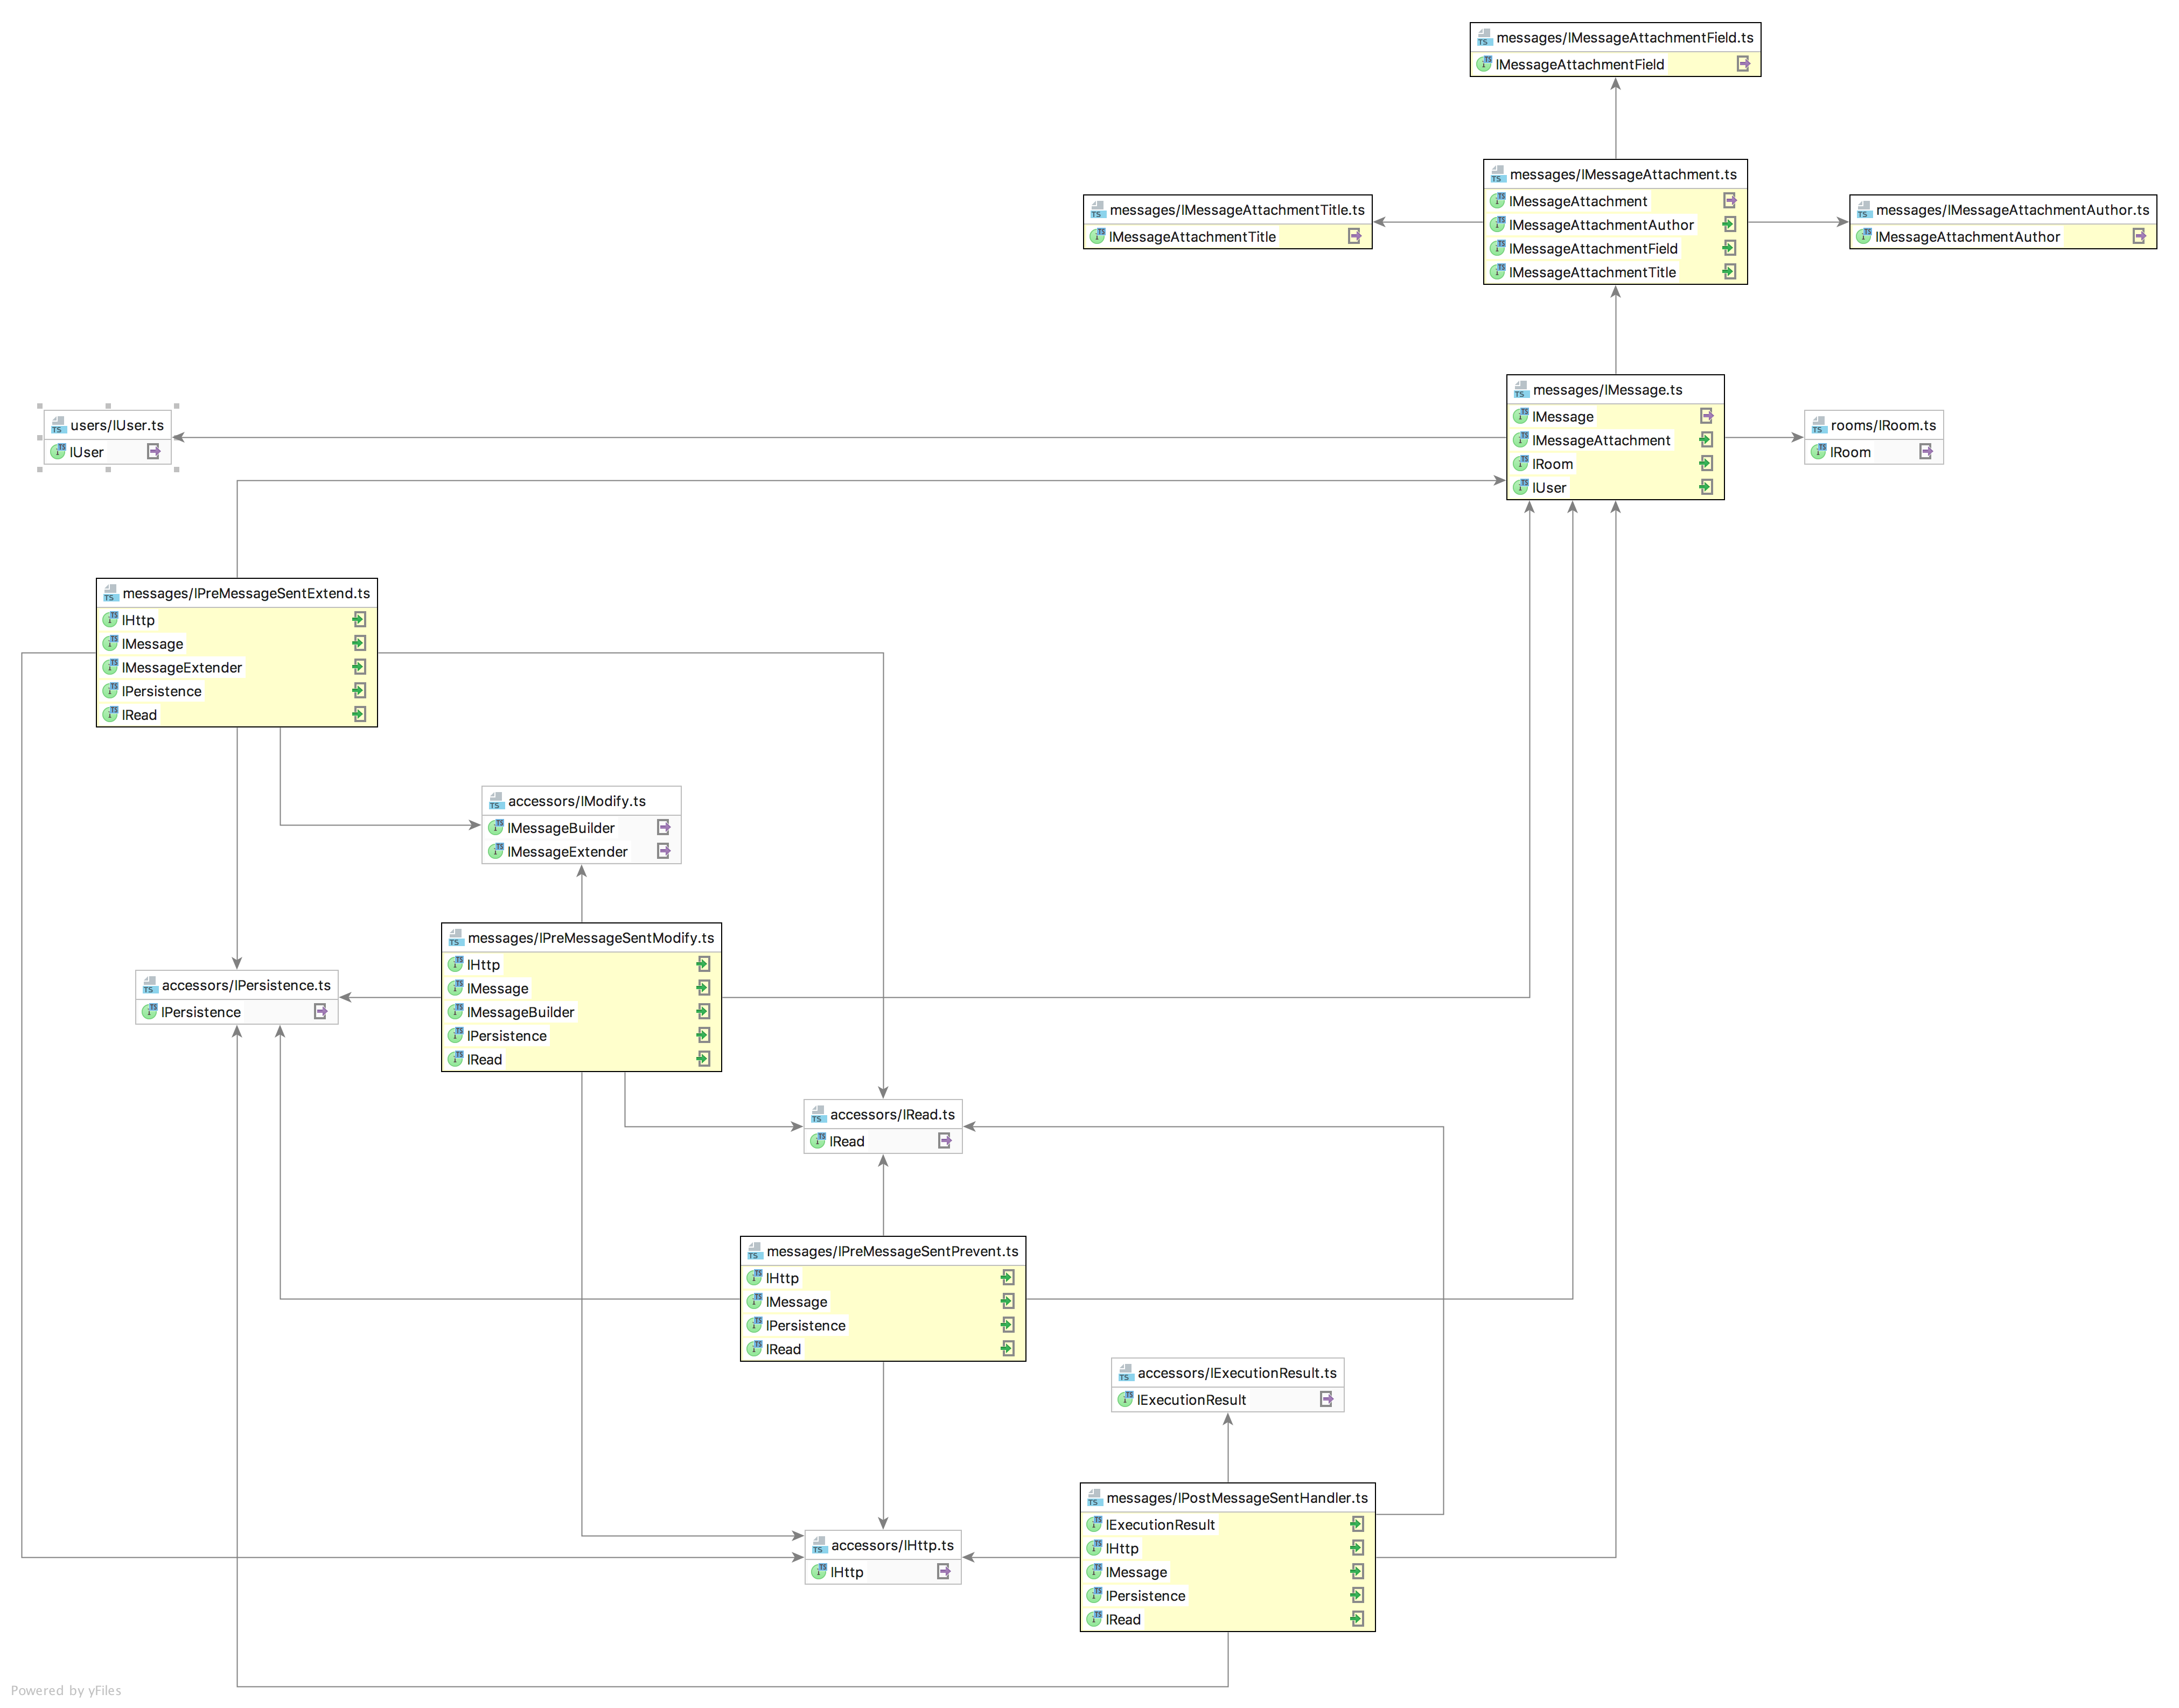 messages/IMessageAttachmentField.ts
IMessageAttachmentField
messages/IMessageAttachment.ts
IMessageAttachment
IMessageAttachmentAuthor
IMessageAttachmentField
IMessageAttachmentTitle
messages/IMessageAttachmentTitle.ts
IMessageAttachmentTitle
messages/IMessageAttachmentAuthor.ts
IMessageAttachmentAuthor
messages/IMessage.ts
IMessage
IMessageAttachment
IRoom
IUser
users/IUser.ts
IUser
rooms/IRoom.ts
IRoom
messages/IPreMessageSentExtend.ts
IHttp
IMessage
IMessageExtender
IPersistence
IRead
accessors/IModify.ts
IMessageBuilder
IMessageExtender
messages/IPreMessageSentModify.ts
IHttp
IMessage
IMessageBuilder
IPersistence
IRead
accessors/IPersistence.ts
IPersistence
accessors/IRead.ts
IRead
messages/IPreMessageSentPrevent.ts
IHttp
IMessage
IPersistence
IRead
accessors/IExecutionResult.ts
IExecutionResult
messages/IPostMessageSentHandler.ts
IExecutionResult
IHttp
IMessage
IPersistence
IRead
accessors/IHttp.ts
IHttp
Powered by yFiles